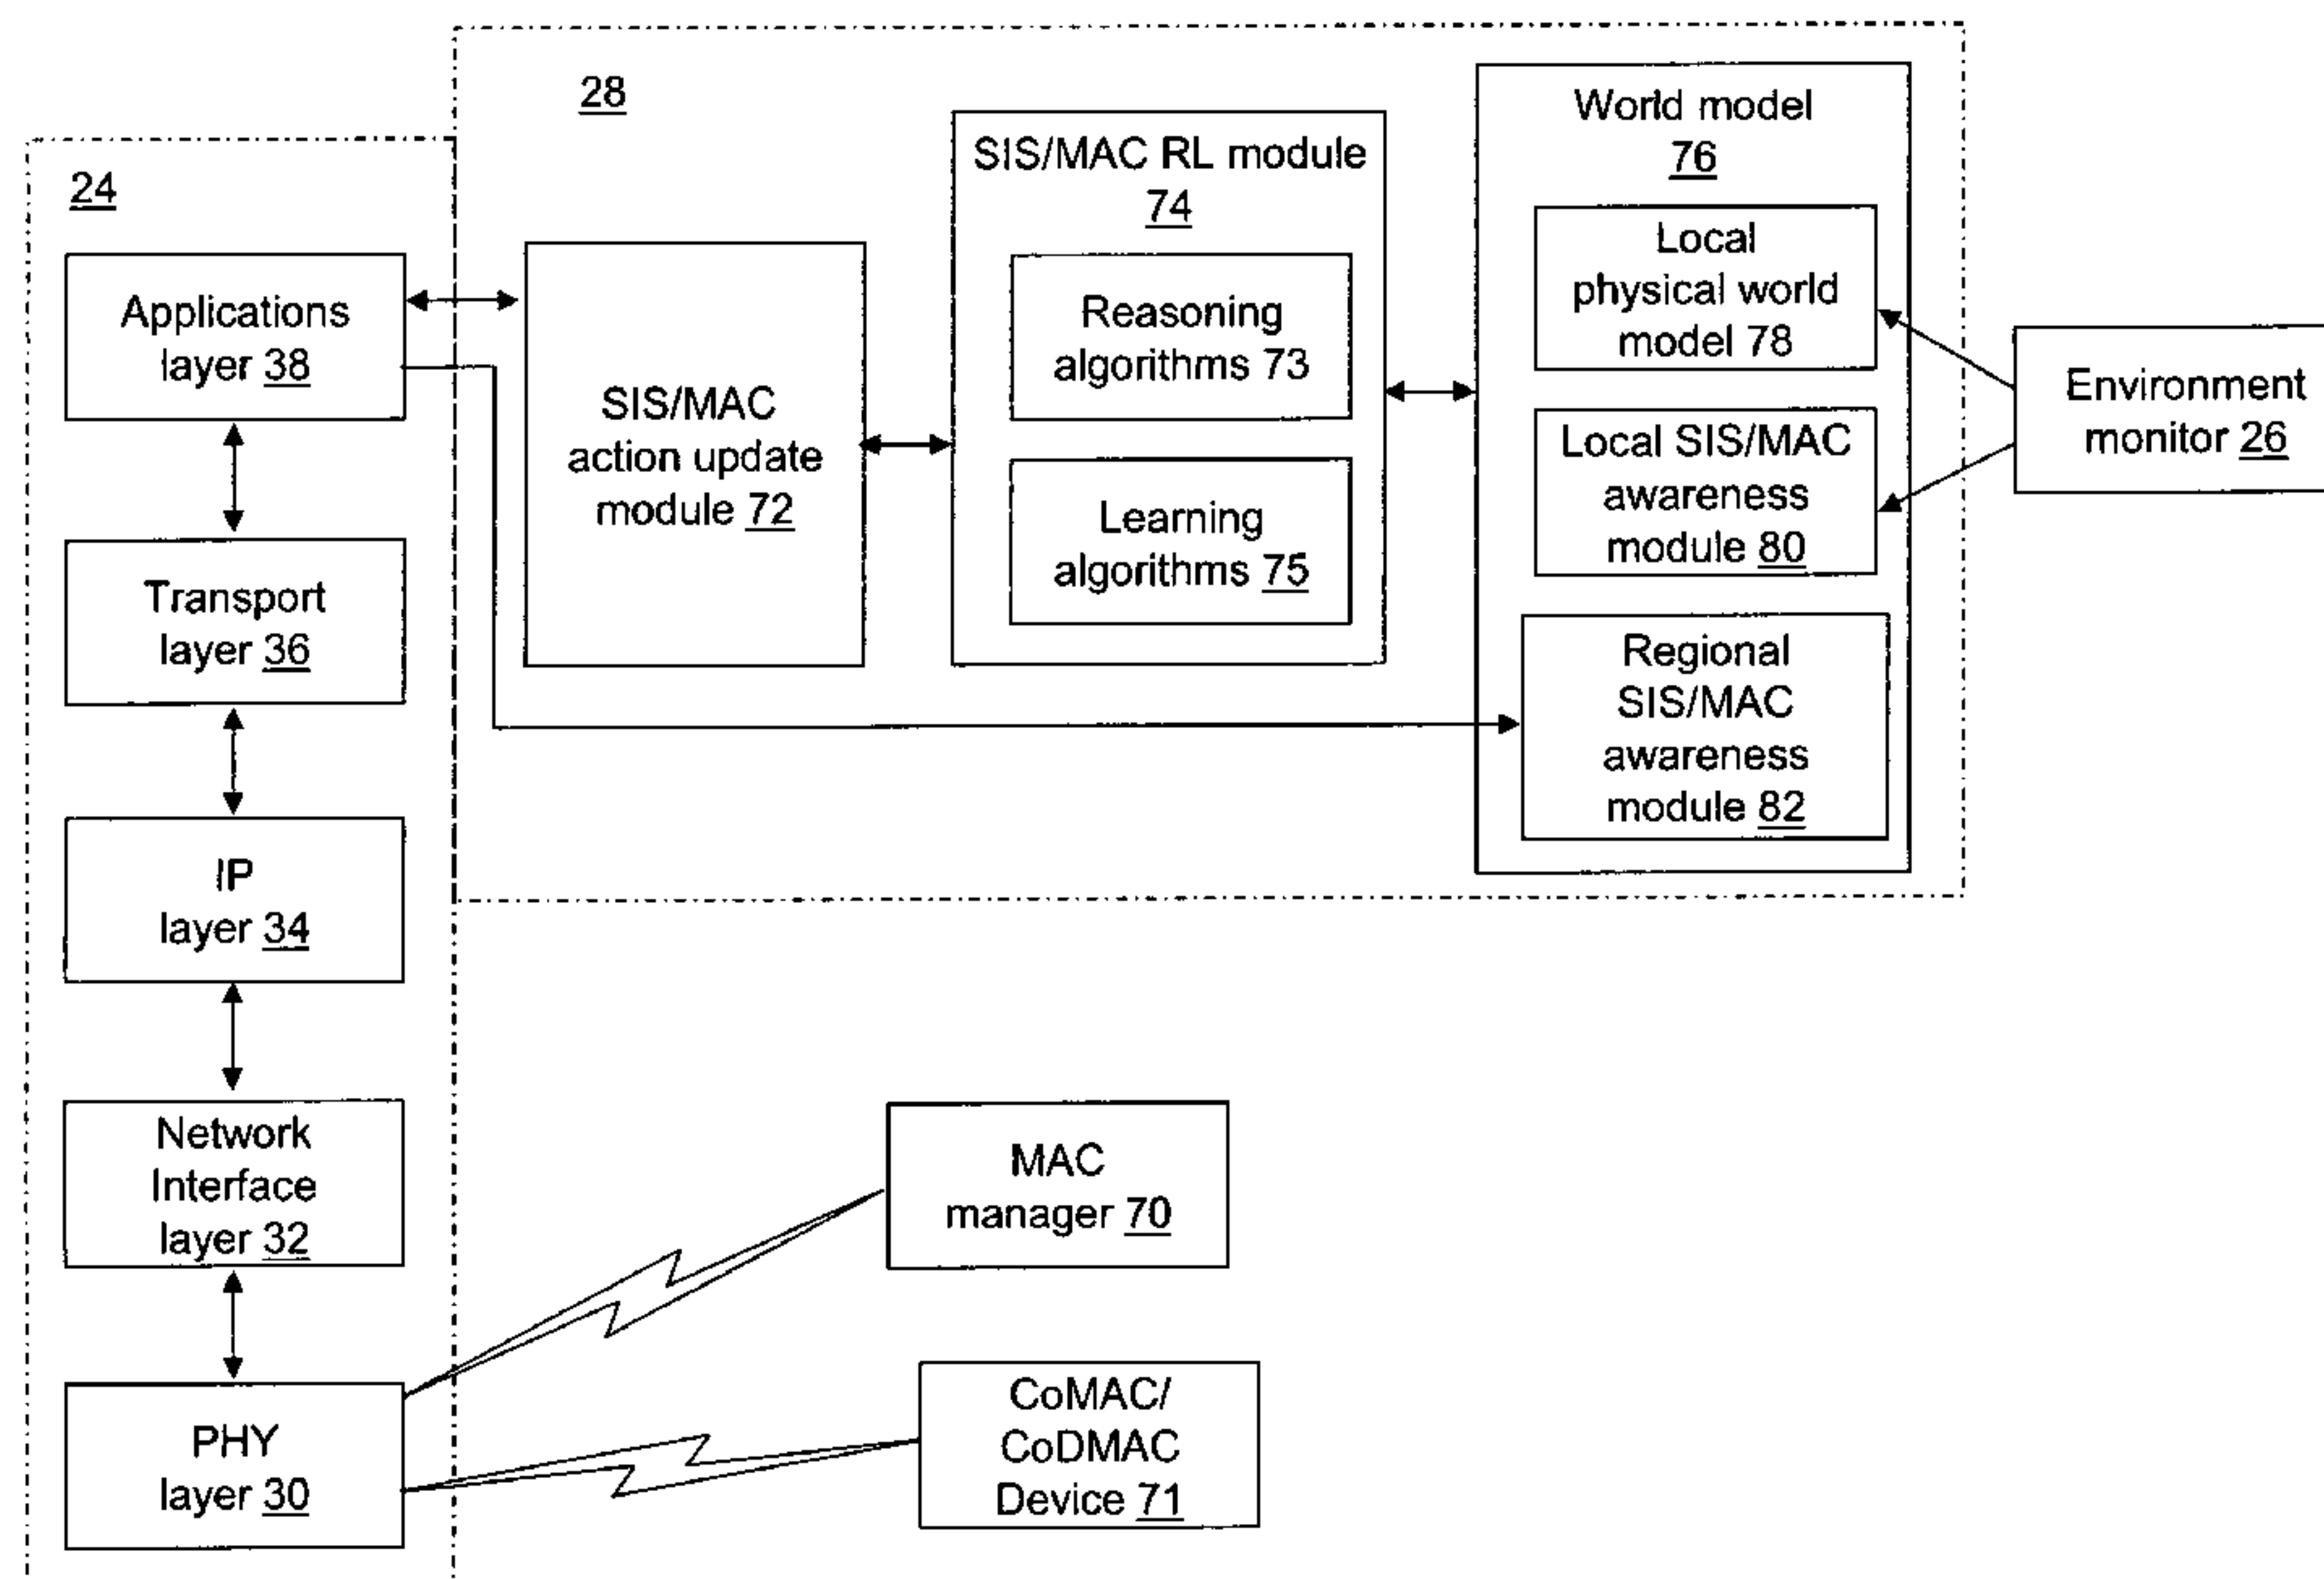 24
Applications
layer 38
Transport
layer 36
IP
layer 34
Network
Interface
layer 32
PHY
layer 30
28
SIS/MAC
action update
module 72
SIS/MAC RL module
74
Reasoning
algorithms 73
Learning
algorithms 75
World model
76
Local
physical world
model 78
Local SIS/MAC
awareness
module 80
Regional
SIS/MAC
awareness
module 82
Environment
monitor 26
MAC
manager 70
CoMAC/
CoDMAC
Device 71